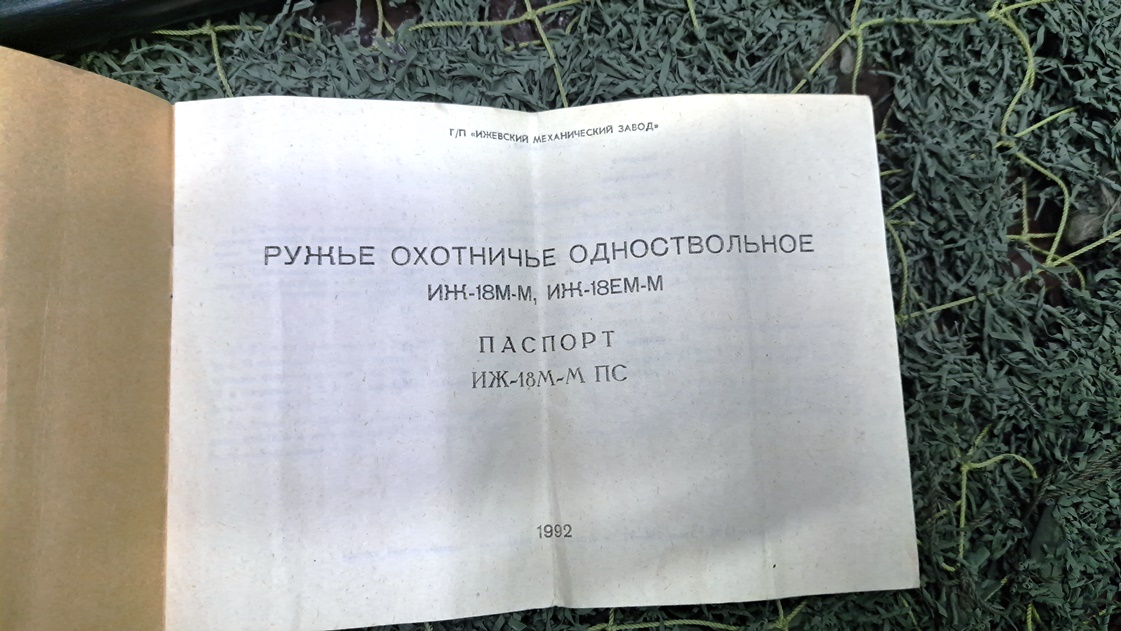 Г/П «ИЖЕВСКИЙ МЕХАНИЧЕСКИЙ ЗАВОД»
РУЖЬЕ ОХОТНИЧЬЕ ОДНОСТВОЛЬНОЕ
ИЖ-18М-М, ИЖ-18ЕМ-М
ПАСПОРТ
ИЖ-18М-М ПС
1992